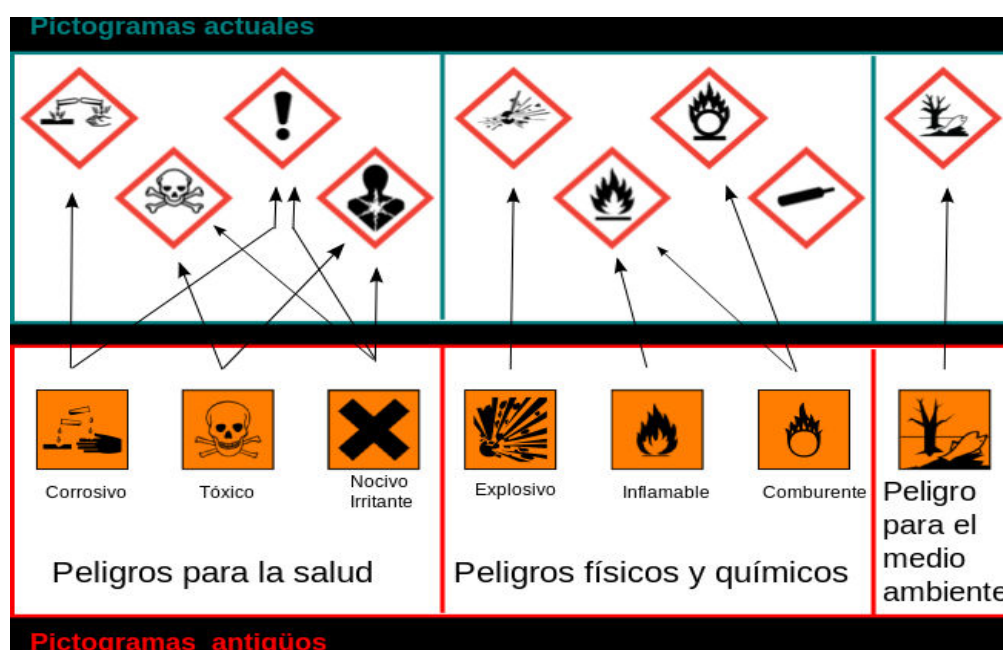 Pictogramas actuales
Corrosivo
Tóxico
Nocivo
Irritante
Explosivo
Inflamable
Comburente
Peligro
para el
medio
ambiente
Peligros para la salud
Peligros físicos y químicos
Pictogramas antigüos